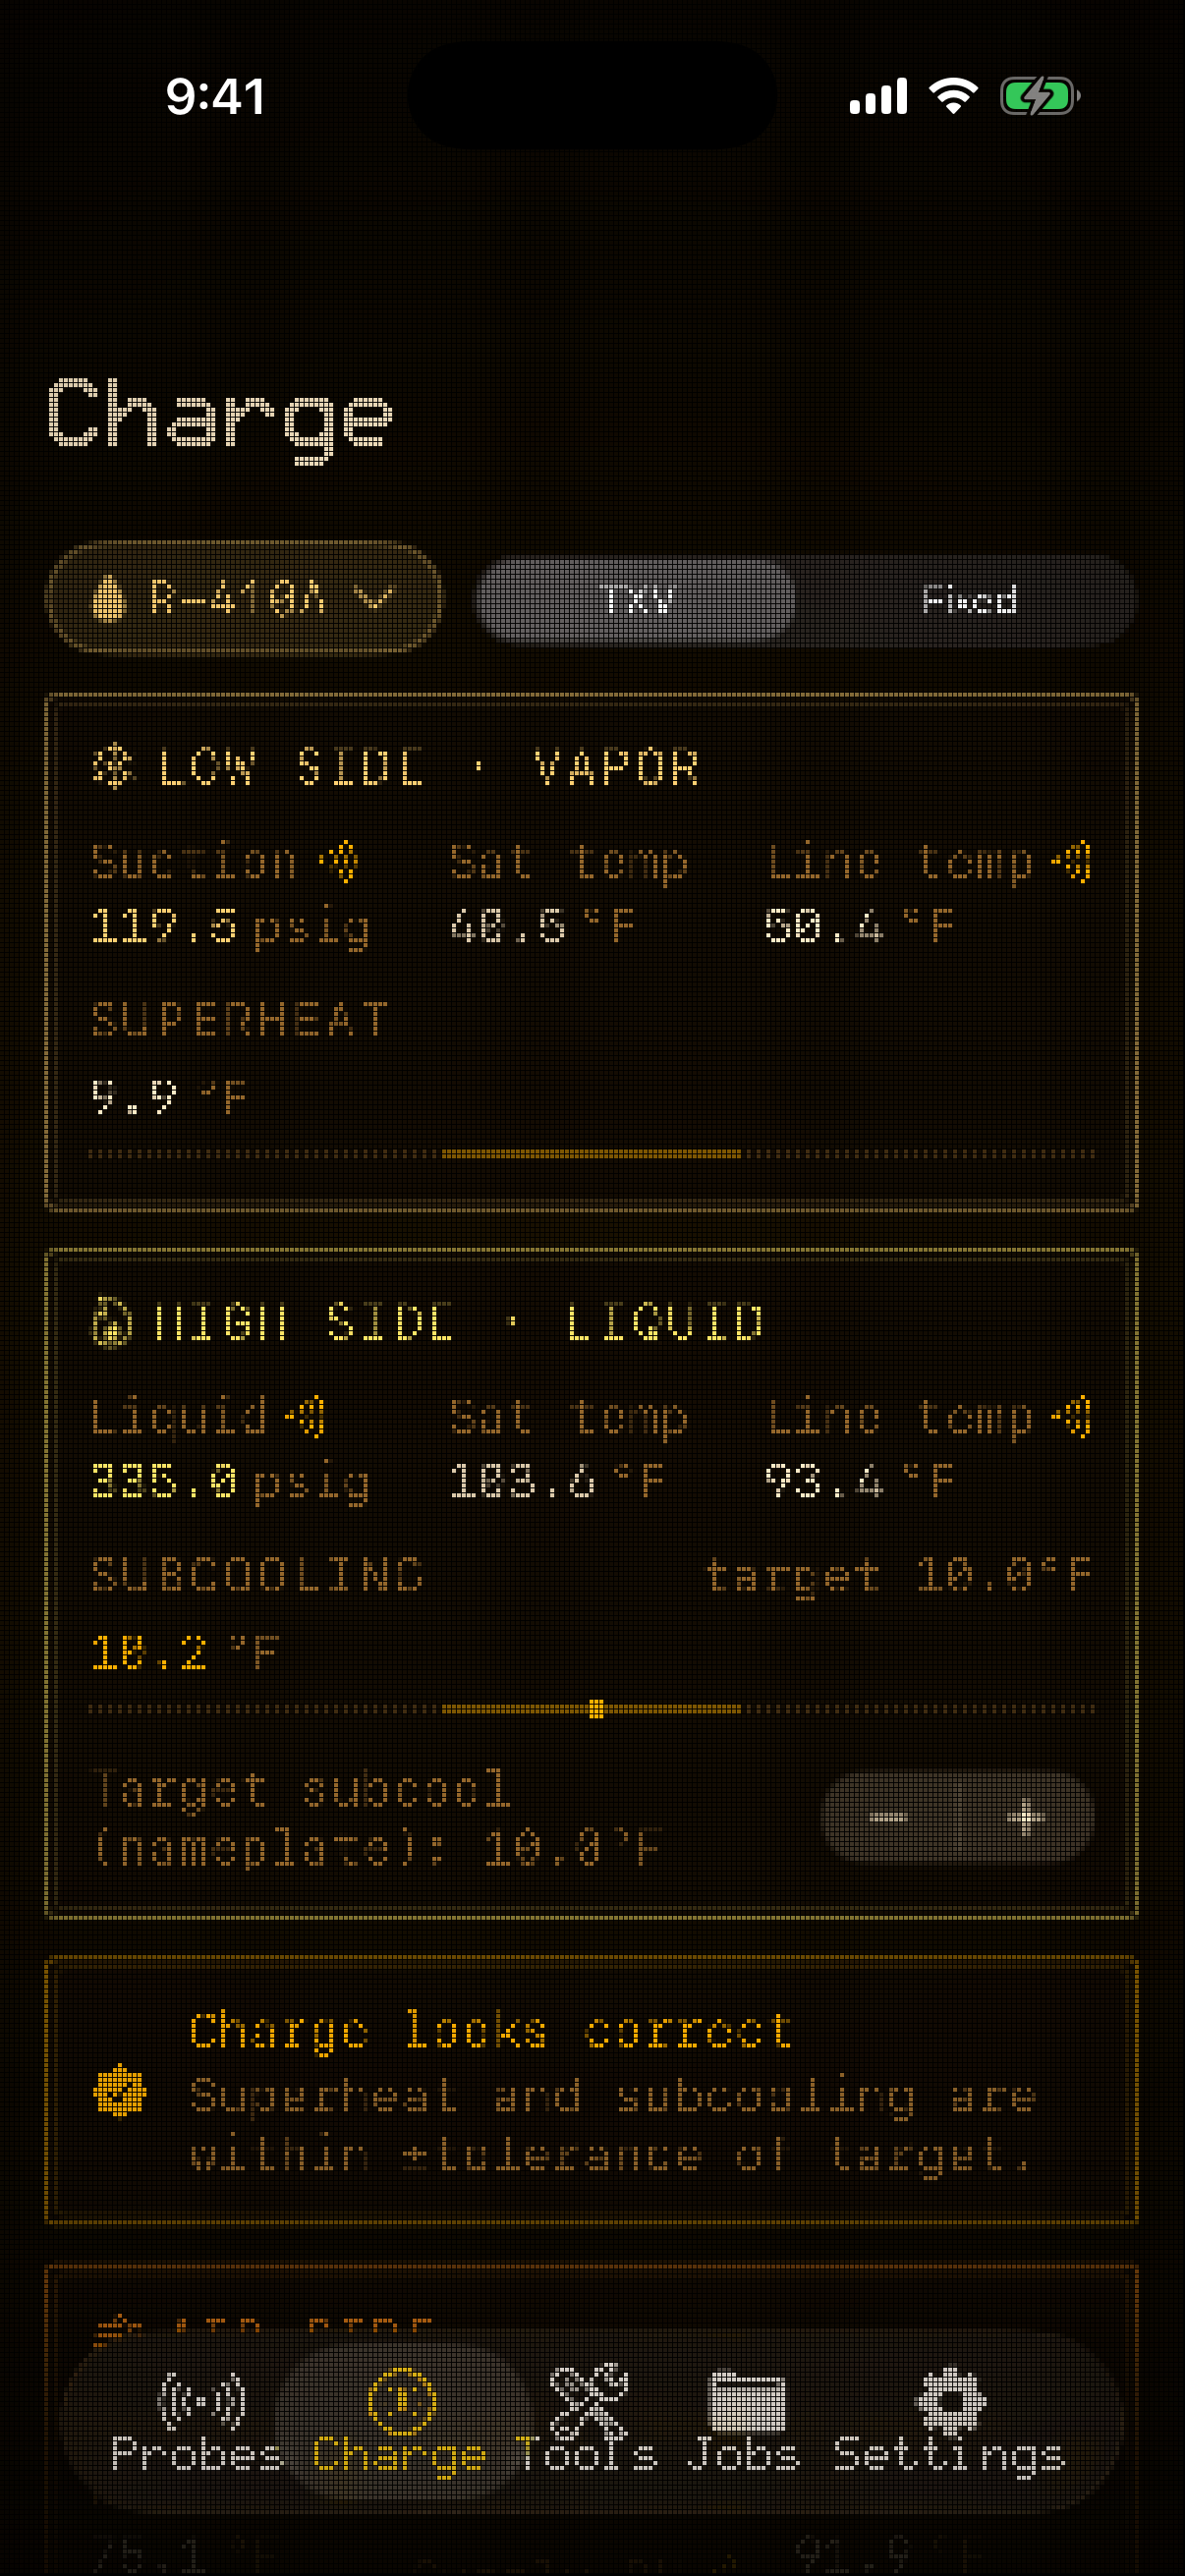 9:41
Charge
R-410A
TXV Fixed
LOW SIDE · VAPOR
Suction Sat temp Line temp
119.5 psig 40.5 °F 50.4 °F
SUPERHEAT
9.9 °F
HIGH SIDE · LIQUID
Liquid Sat temp Line temp
335.0 psig 103.6 °F 93.4 °F
SUBCOOLING target 10.0°F
10.2 °F
Target subcool
(nameplate): 10.0°F
Charge looks correct
Superheat and subcooling are
within ±tolerance of target.
Probes Charge Tools Jobs Settings